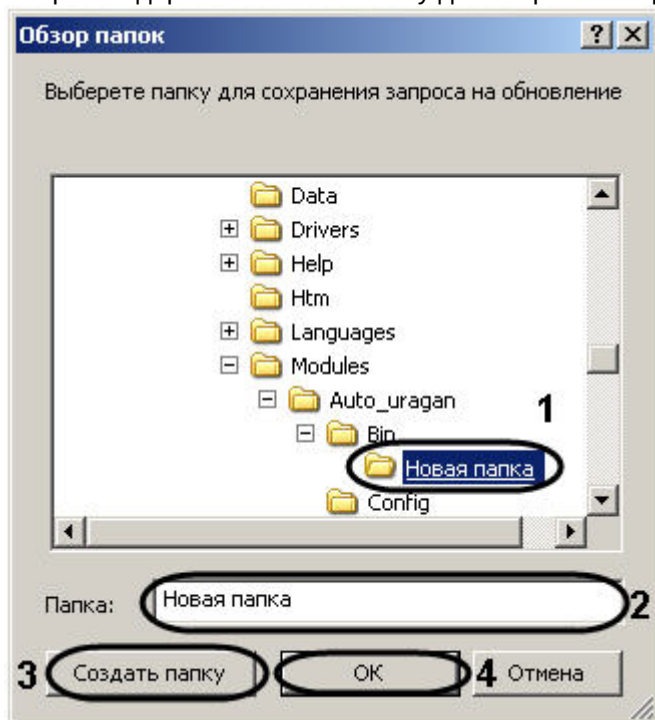 Обзор папок
Выберете папку для сохранения запроса на обновление
Data
Drivers
Help
Htm
Languages
Modules
Auto_uragan
1
Bin
Новая папка
Config
Папка: Новая папка 2
3 Создать папку ОК 4 Отмена